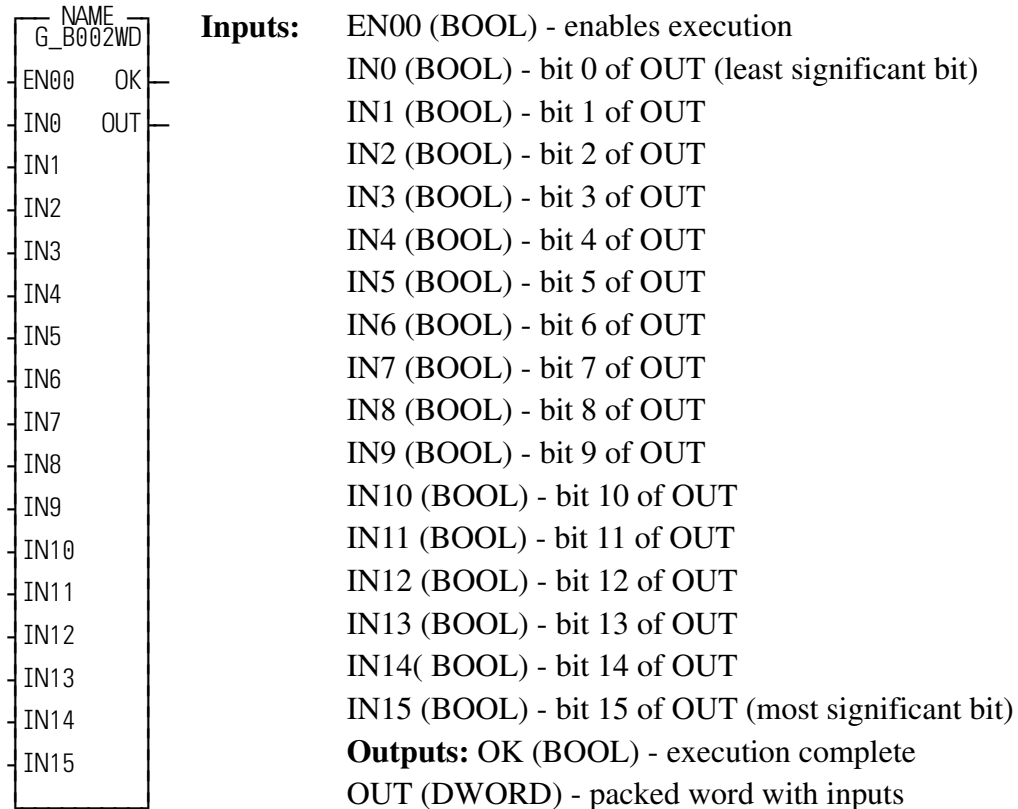 NAME
G_B002WD
EN00 OK
IN0 OUT
IN1
IN2
IN3
IN4
IN5
IN6
IN7
IN8
IN9
IN10
IN11
IN12
IN13
IN14
IN15
Inputs: EN00 (BOOL) - enables execution
IN0 (BOOL) - bit 0 of OUT (least significant bit)
IN1 (BOOL) - bit 1 of OUT
IN2 (BOOL) - bit 2 of OUT
IN3 (BOOL) - bit 3 of OUT
IN4 (BOOL) - bit 4 of OUT
IN5 (BOOL) - bit 5 of OUT
IN6 (BOOL) - bit 6 of OUT
IN7 (BOOL) - bit 7 of OUT
IN8 (BOOL) - bit 8 of OUT
IN9 (BOOL) - bit 9 of OUT
IN10 (BOOL) - bit 10 of OUT
IN11 (BOOL) - bit 11 of OUT
IN12 (BOOL) - bit 12 of OUT
IN13 (BOOL) - bit 13 of OUT
IN14( BOOL) - bit 14 of OUT
IN15 (BOOL) - bit 15 of OUT (most significant bit)
Outputs: OK (BOOL) - execution complete
OUT (DWORD) - packed word with inputs